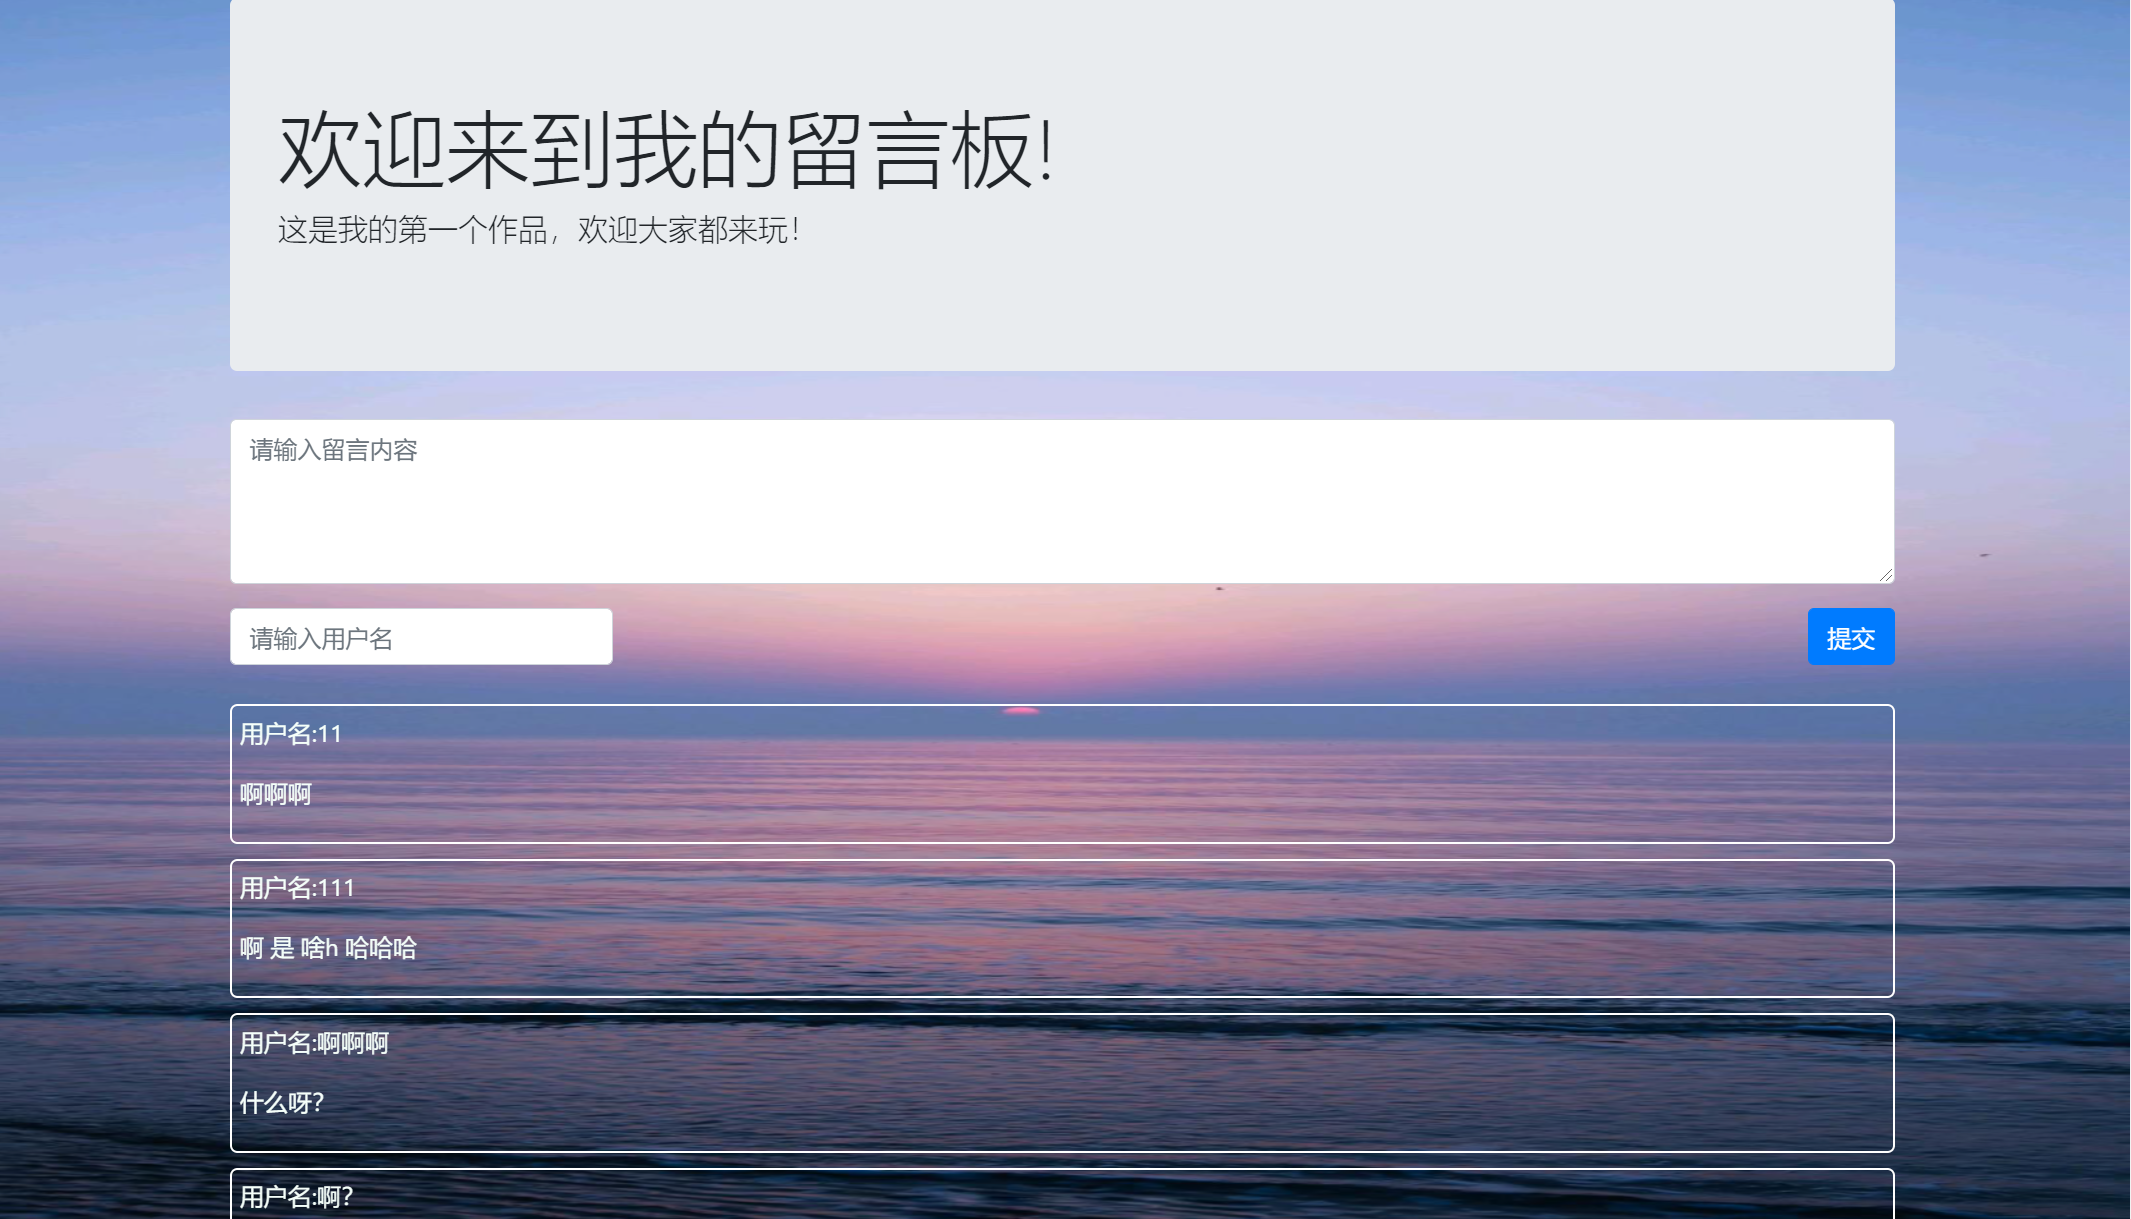 欢迎来到我的留言板!
这是我的第一个作品，欢迎大家都来玩！
请输入留言内容
请输入用户名
提交
用户名:11
啊啊啊
用户名:111
啊 是 啥h 哈哈哈
用户名:啊啊啊
什么呀?
用户名:啊?